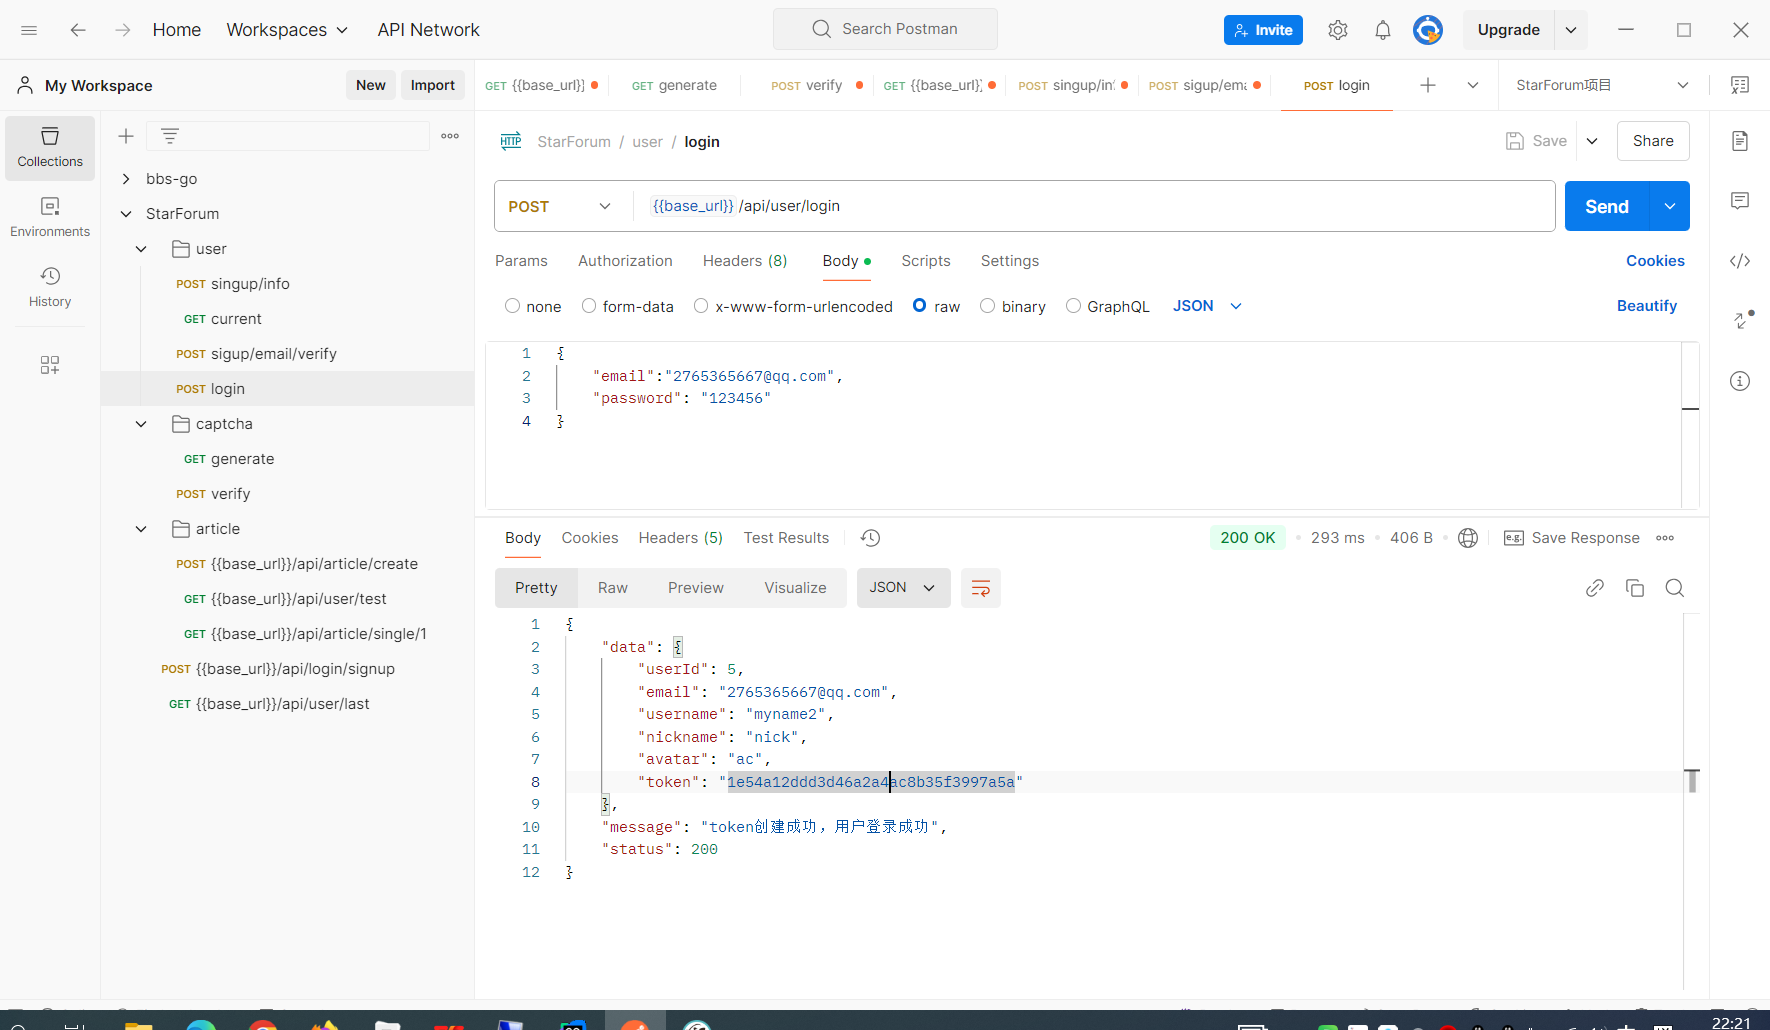 Home Workspaces API Network Search Postman Invite Upgrade
My Workspace New Import
GET {{base_url}} GET generate POST verify GET {{base_url}} POST singup/in POST sigup/ema POST login StarForum项目
Collections
Environments
History
bbs-go
StarForum
user
POST singup/info
GET current
POST sigup/email/verify
POST login
captcha
GET generate
POST verify
article
POST {{base_url}}/api/article/create
GET {{base_url}}/api/user/test
GET {{base_url}}/api/article/single/1
POST {{base_url}}/api/login/signup
GET {{base_url}}/api/user/last
HTTP StarForum / user / login Save Share
POST {{base_url}} /api/user/login Send
Params Authorization Headers (8) Body Scripts Settings Cookies
none form-data x-www-form-urlencoded raw binary GraphQL JSON Beautify
1 {
2 "email":"2765365667@qq.com",
3 "password": "123456"
4 }
Body Cookies Headers (5) Test Results 200 OK 293 ms 406 B e.g. Save Response
Pretty Raw Preview Visualize JSON
1 {
2 "data": {
3 "userId": 5,
4 "email": "2765365667@qq.com",
5 "username": "myname2",
6 "nickname": "nick",
7 "avatar": "ac",
8 "token": "1e54a12ddd3d46a2a4ac8b35f3997a5a"
9 },
10 "message": "token创建成功，用户登录成功",
11 "status": 200
12 }
22:21